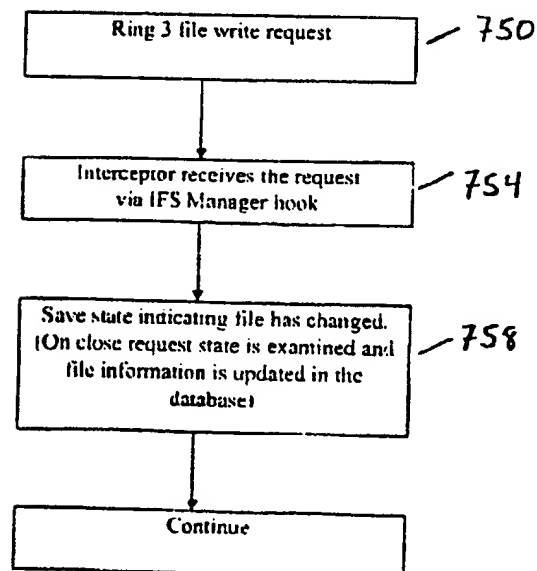 Ring 3 file write request
750
Interceptor receives the request
via IFS Manager hook
754
Save state indicating file has changed.
(On close request state is examined and
file information is updated in the
database)
758
Continue